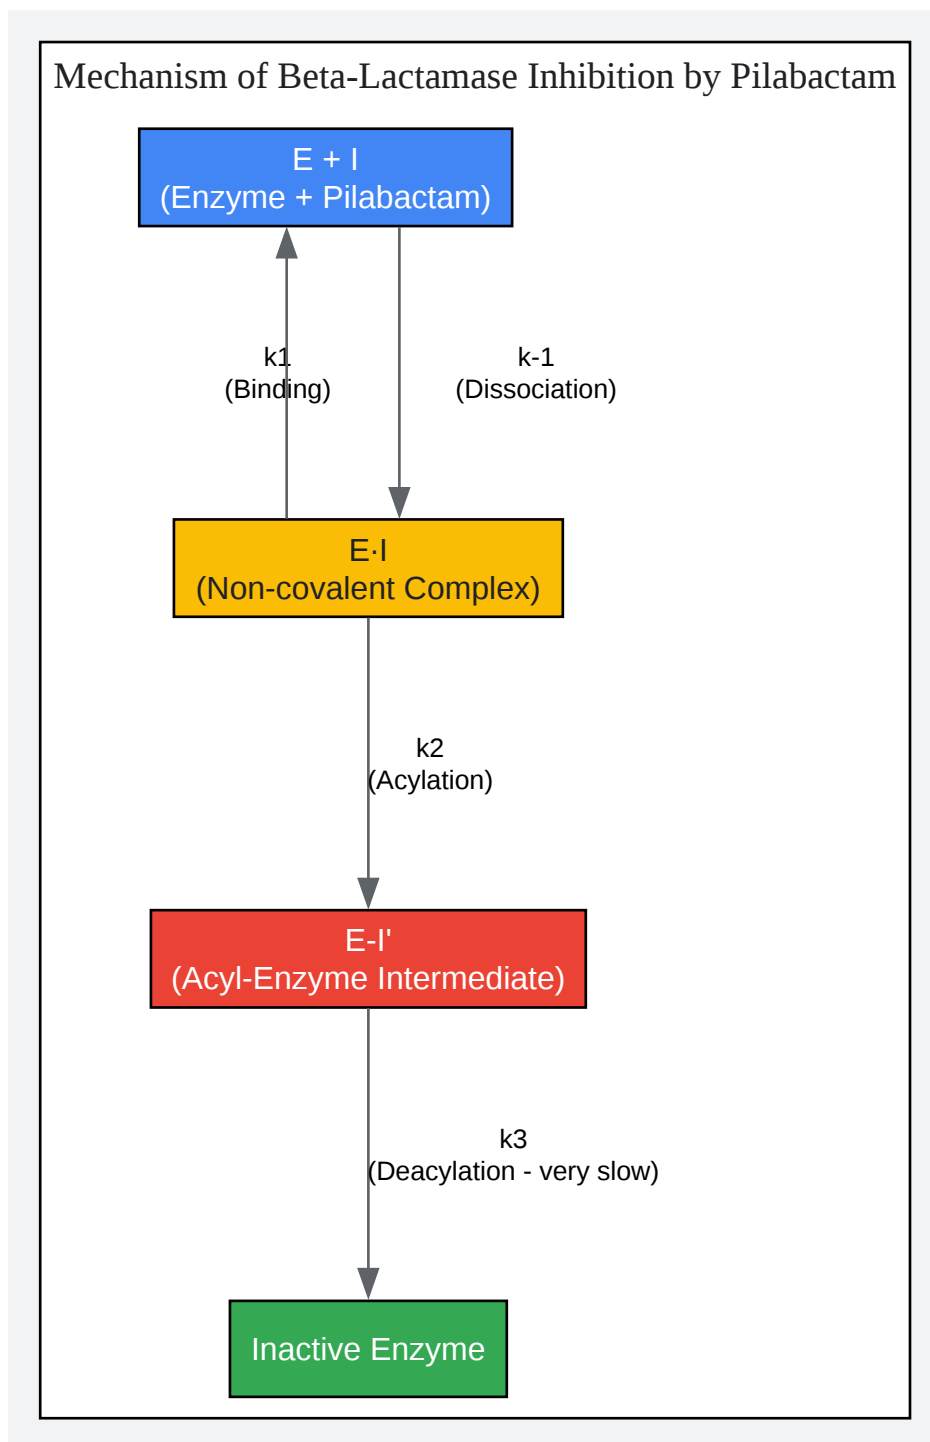 Mechanism of Beta-Lactamase Inhibition by Pilabactam
E + I
(Enzyme + Pilabactam)
k1
(Binding)
k-1
(Dissociation)
E·I
(Non-covalent Complex)
k2
(Acylation)
E-I'
(Acyl-Enzyme Intermediate)
k3
(Deacylation - very slow)
Inactive Enzyme